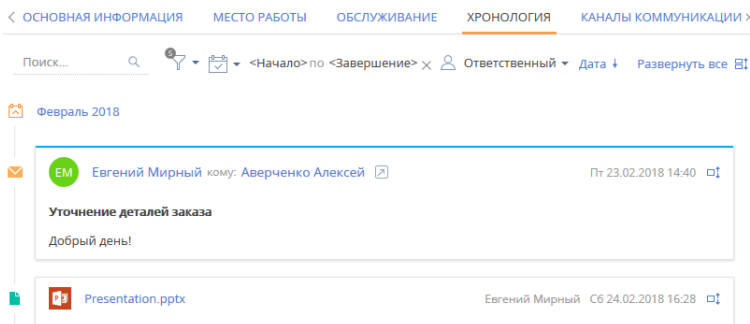 ОСНОВНАЯ ИНФОРМАЦИЯ МЕСТО РАБОТЫ ОБСЛУЖИВАНИЕ ХРОНОЛОГИЯ КАНАЛЫ КОММУНИКАЦИИ
Поиск... 5 <Начало> по <Завершение> Ответственный Дата Развернуть все
Февраль 2018
ЕМ Евгений Мирный кому: Аверченко Алексей Пт 23.02.2018 14:40
Уточнение деталей заказа
Добрый день!
Presentation.pptx Евгений Мирный Сб 24.02.2018 16:28